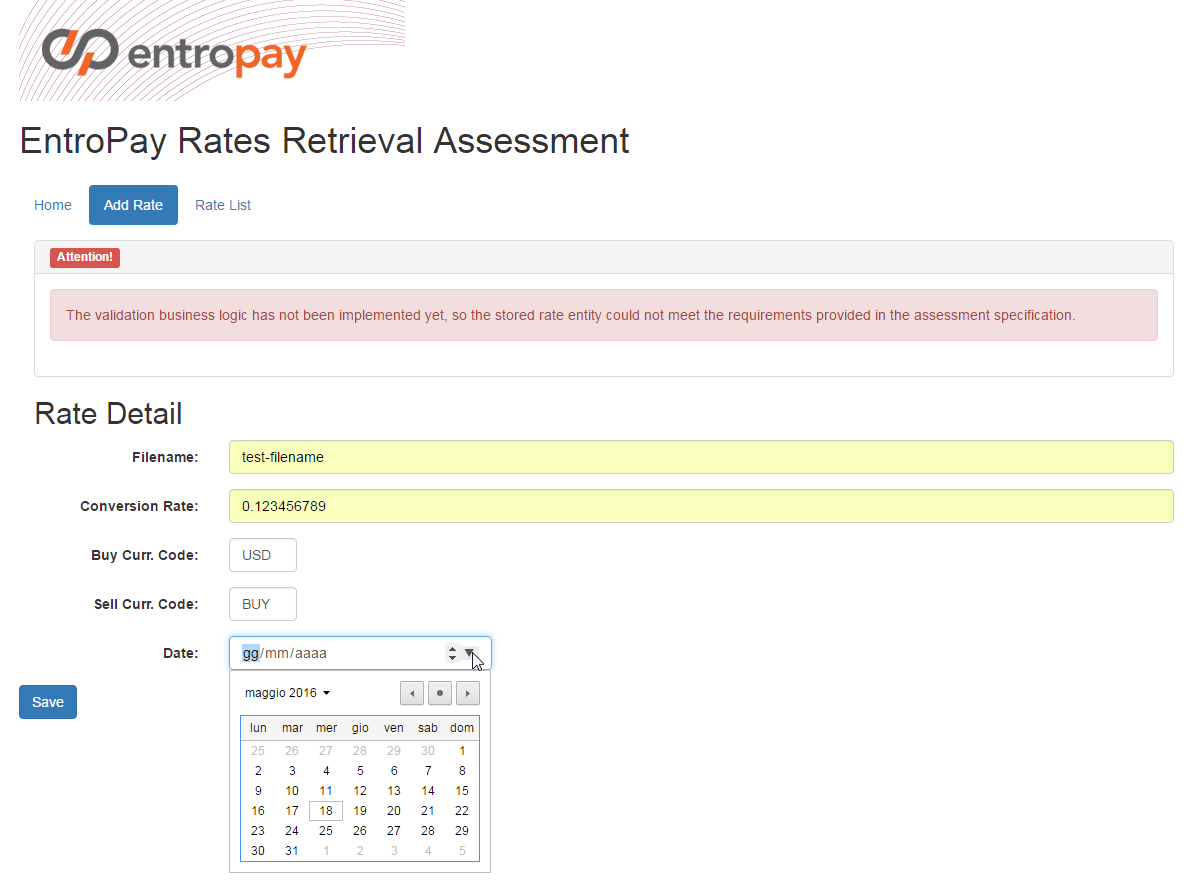 entropay
EntroPay Rates Retrieval Assessment
Home Add Rate Rate List
Attention!
The validation business logic has not been implemented yet, so the stored rate entity could not meet the requirements provided in the assessment specification.
Rate Detail
Filename: test-filename
Conversion Rate: 0.123456789
Buy Curr. Code: USD
Sell Curr. Code: BUY
Date: gg/mm/aaaa
Save
maggio 2016
lun mar mer gio ven sab dom
25 26 27 28 29 30 1
2 3 4 5 6 7 8
9 10 11 12 13 14 15
16 17 18 19 20 21 22
23 24 25 26 27 28 29
30 31 1 2 3 4 5